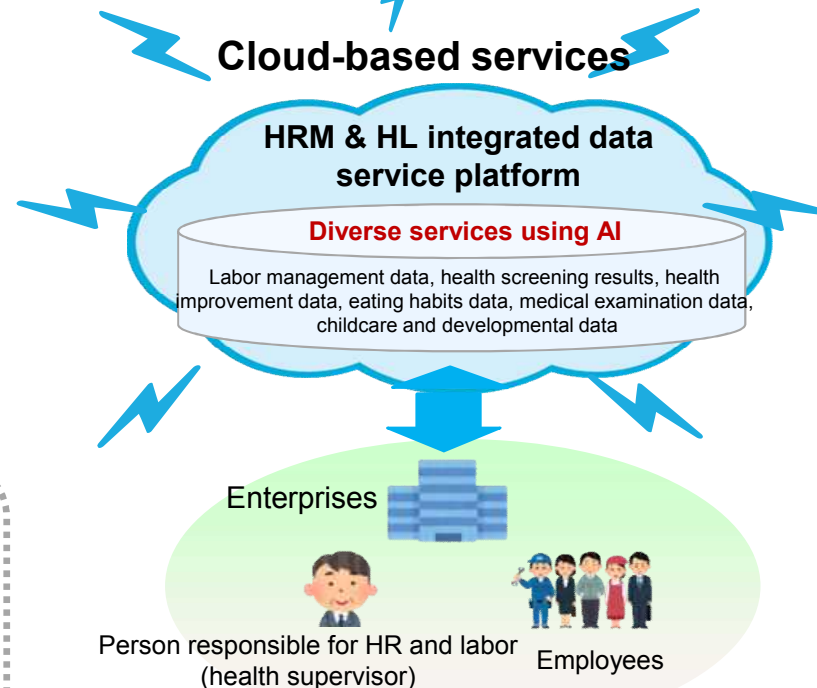 Cloud-based services
HRM & HL integrated data
service platform
Diverse services using AI
Labor management data, health screening results, health
improvement data, eating habits data, medical examination data,
childcare and developmental data
Enterprises
Person responsible for HR and labor
(health supervisor)
Employees